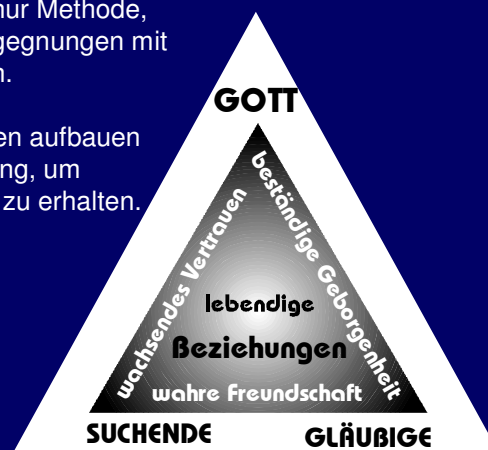 nur Methode,
gegnungen mit
n.
en aufbauen
ng, um
zu erhalten.
GOTT
wachsendes Vertrauen
beständige Geborgenheit
lebendige
Beziehungen
wahre Freundschaft
SUCHENDE
GLÄUBIGE